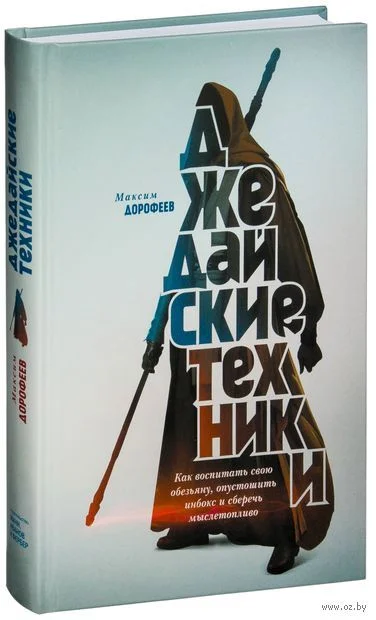 Максим
ДОРОФЕЕВ
Д
ЖЕ
ДАЙ
СКИЕ
ТЕХ
НИК
И
Как воспитать свою
обезьяну, опустошить
инбокс и сберечь
мыслетопливо
Джедайские
техники
Максим
ДОРОФЕЕВ
www.oz.by